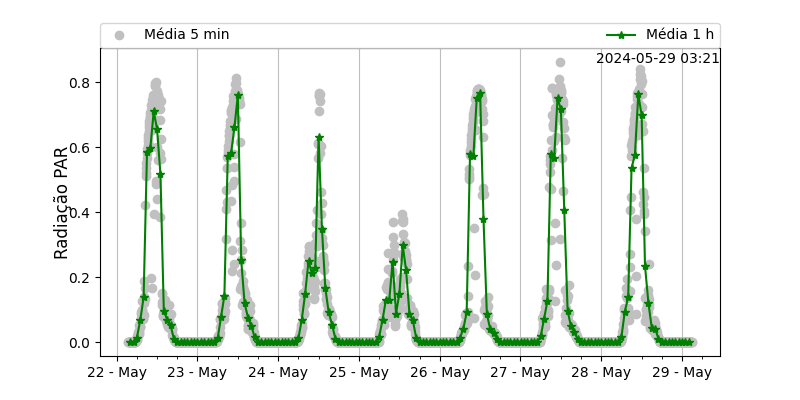 Média 5 min
Média 1 h
2024-05-29 03:21
Radiação PAR
0.8
0.6
0.4
0.2
0.0
22 - May
23 - May
24 - May
25 - May
26 - May
27 - May
28 - May
29 - May